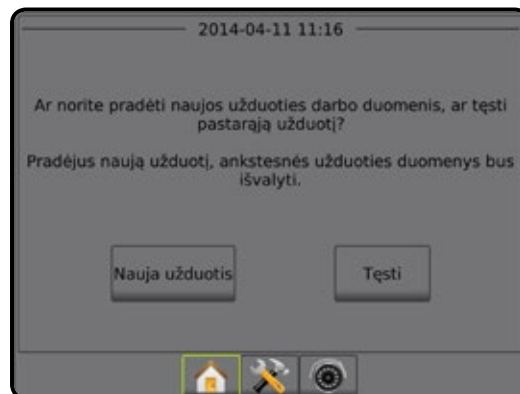 2014-04-11 11:16
Ar norite pradėti naujos užduoties darbo duomenis, ar tęsti
pastarąją užduotį?
Pradėjus naują užduotį, ankstesnės užduoties duomenys bus
išvalyti.
Nauja užduotis
Tęsti